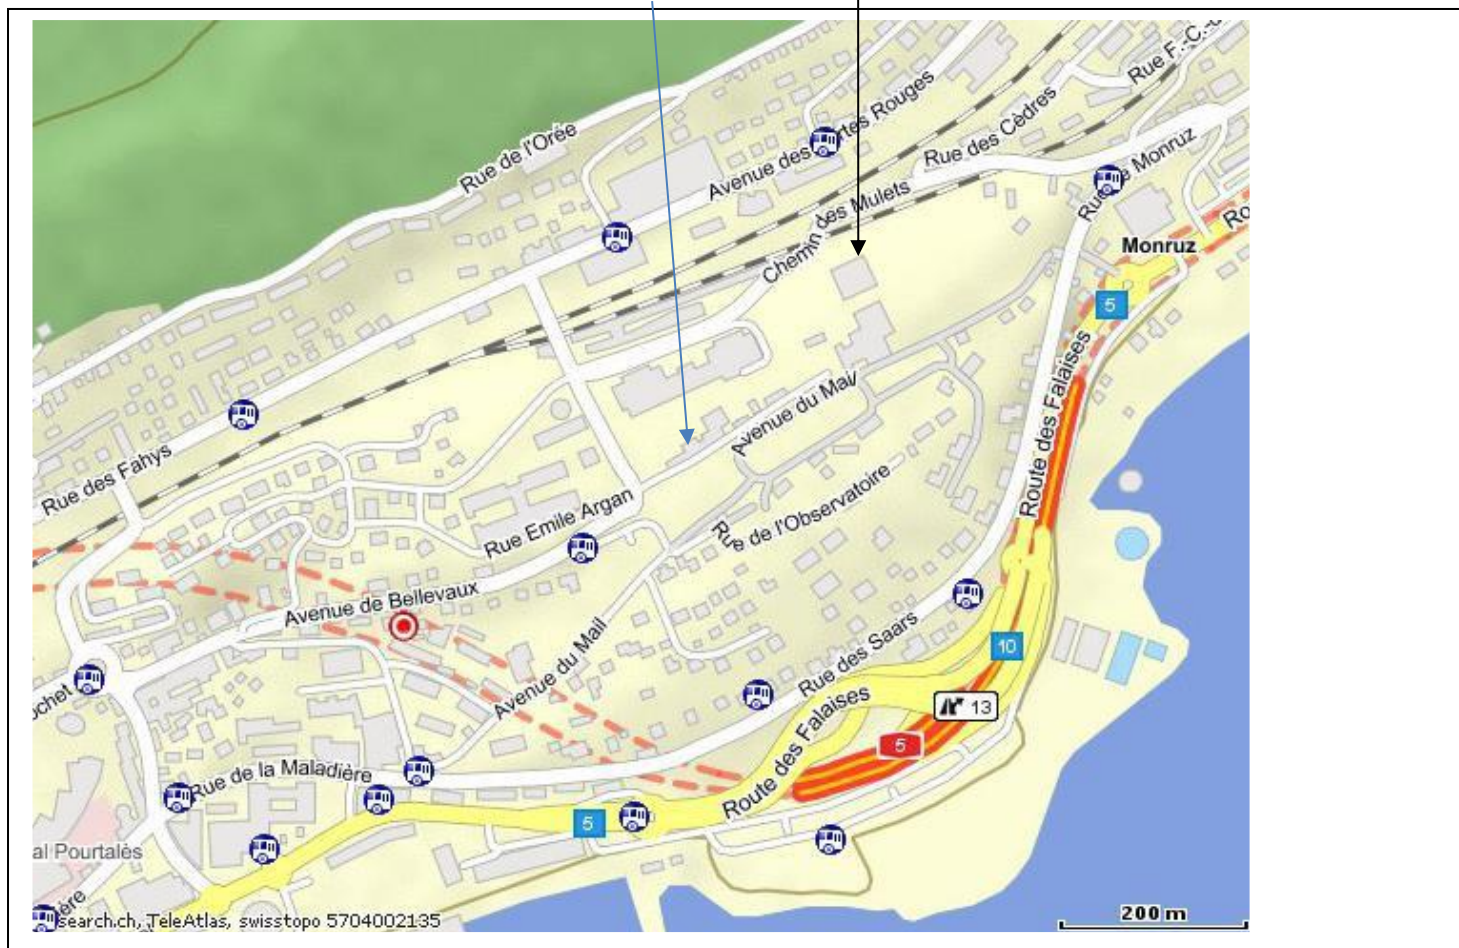 Rue F.-C.-d
Rue de l'Orée
Avenue des Portes Rouges
Rue des Cèdres
Rue de Monruz
Chemin des Mulets
Ro
Monruz
5
Avenue du Mail
Route des Falaises
Rue des Fahys
Rue Emile Argan
Rue de l'Observatoire
Avenue de Bellevaux
10
Avenue du Mail
Rue des Saars
ochet
13
5
Route des Falaises
Rue de la Maladière
5
al Pourtalès
ère
search.ch, TeleAtlas, swisstopo 5704002135
200 m